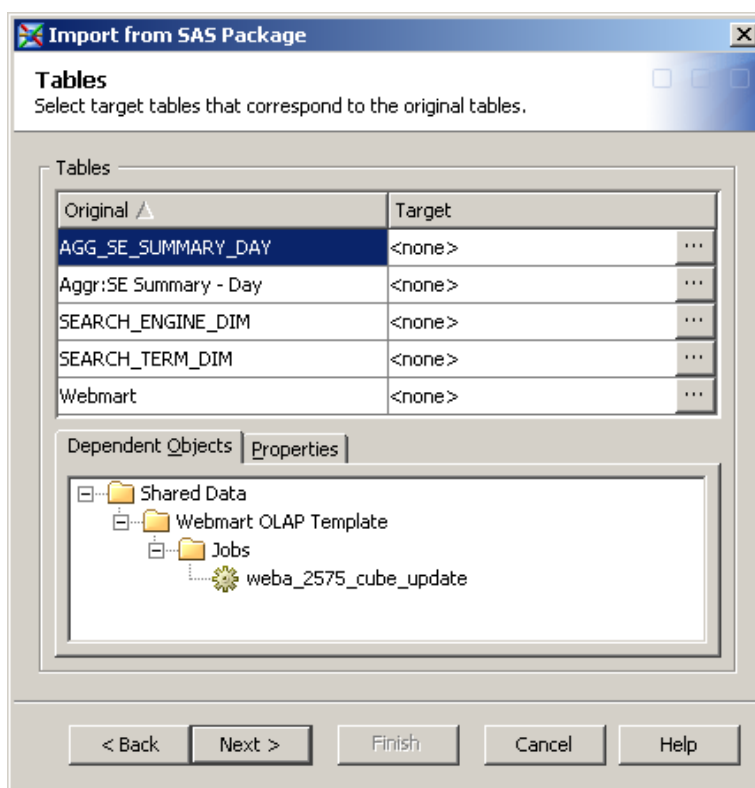 Import from SAS Package
Tables
Select target tables that correspond to the original tables.
Tables
Original Target
AGG_SE_SUMMARY_DAY <none> ...
Aggr:SE Summary - Day <none> ...
SEARCH_ENGINE_DIM <none> ...
SEARCH_TERM_DIM <none> ...
Webmart <none> ...
Dependent Objects Properties
Shared Data
Webmart OLAP Template
Jobs
weba_2575_cube_update
< Back Next > Finish Cancel Help